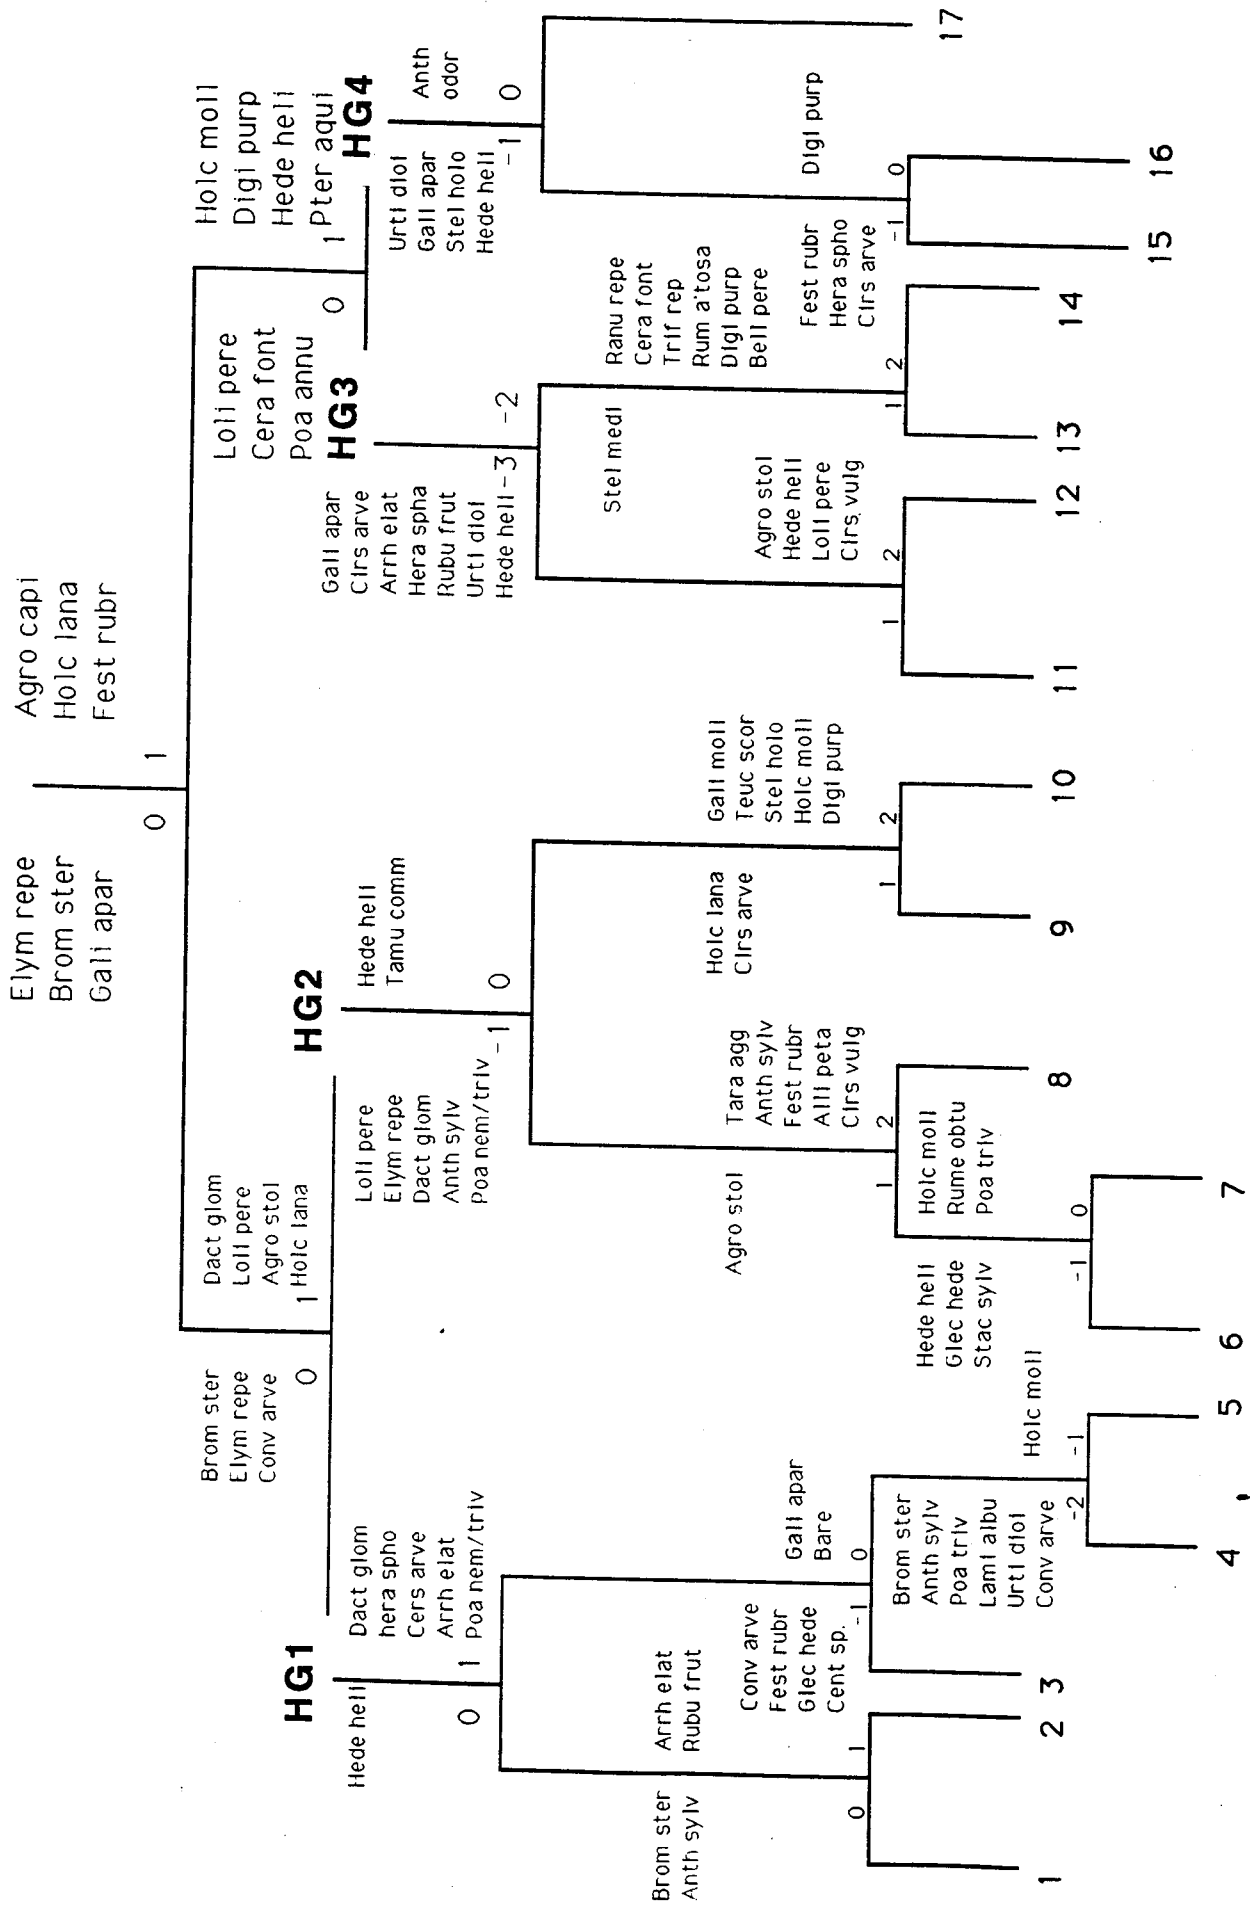 Elym repe
Brom ster
Gali apar
0
1
Agro capi
Holc lana
Fest rubr
Brom ster
Elym repe
Conv arve
0
Dact glom
Loli pere
Agro stol
1 Holc lana
Loli pere
Cera font
Poa annu
0
Holc moll
Digi purp
Hede heli
1 Pter aqui
HG1
HG2
HG3
HG4
Hede heli
0
Dact glom
hera spho
Cers arve
Arrh elat
1 Poa nem/triv
Loli pere
Elym repe
Dact glom
Anth sylv
Poa nem/triv
-1
Hede heli
Tamu comm
0
Gali apar
Cirs arve
Arrh elat
Hera spha
Rubu frut
Urti dioi
Hede heli -3
-2
Urti dioi
Gali apar
Stel holo
Hede heli
-1
Anth
odor
0
Brom ster
Anth sylv
0
Arrh elat
Rubu frut
1
Conv arve
Fest rubr
Glec hede
Cent sp.
-1
Gali apar
Bare
0
Agro stol
1
Tara agg
Anth sylv
Fest rubr
Alli peta
Cirs vulg
2
Holc lana
Cirs arve
1
Gali moll
Teuc scor
Stel holo
Holc moll
Digi purp
2
Stel medi
1
Agro stol
Hede heli
Loli pere
Cirs vulg
2
Ranu repe
Cera font
Trif rep
Rum a'tosa
Digi purp
Bell pere
1
2
Fest rubr
Hera spho
Cirs arve
-1
Digi purp
0
Brom ster
Anth sylv
Poa triv
Lami albu
Urti dioi
Conv arve
-2
Holc moll
-1
Hede heli
Glec hede
Stac sylv
-1
Holc moll
Rume obtu
Poa triv
0
1
2
3
4
5
6
7
8
9
10
11
12
13
14
15
16
17